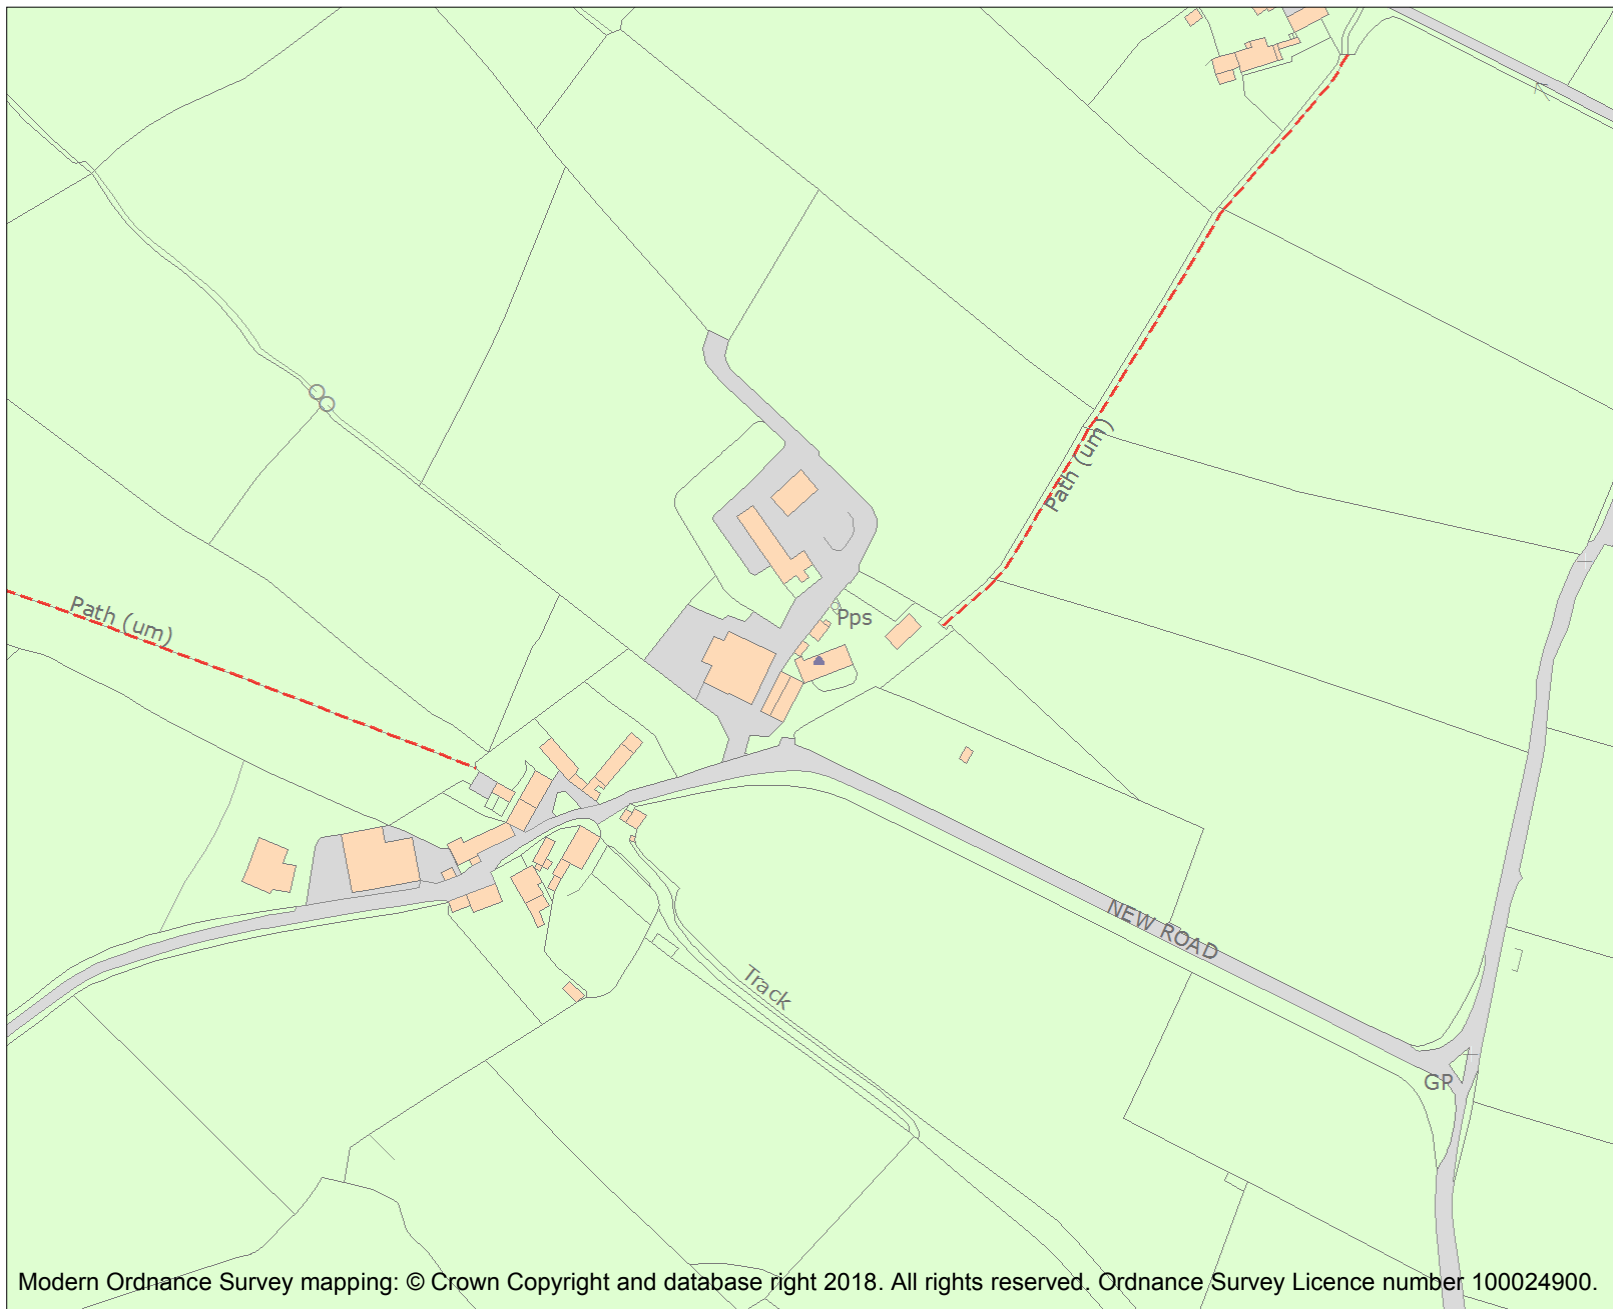 Path (um)
Path (um)
Pps
NEW ROAD
Track
GP
Modern Ordnance Survey mapping: © Crown Copyright and database right 2018. All rights reserved. Ordnance Survey Licence number 100024900.